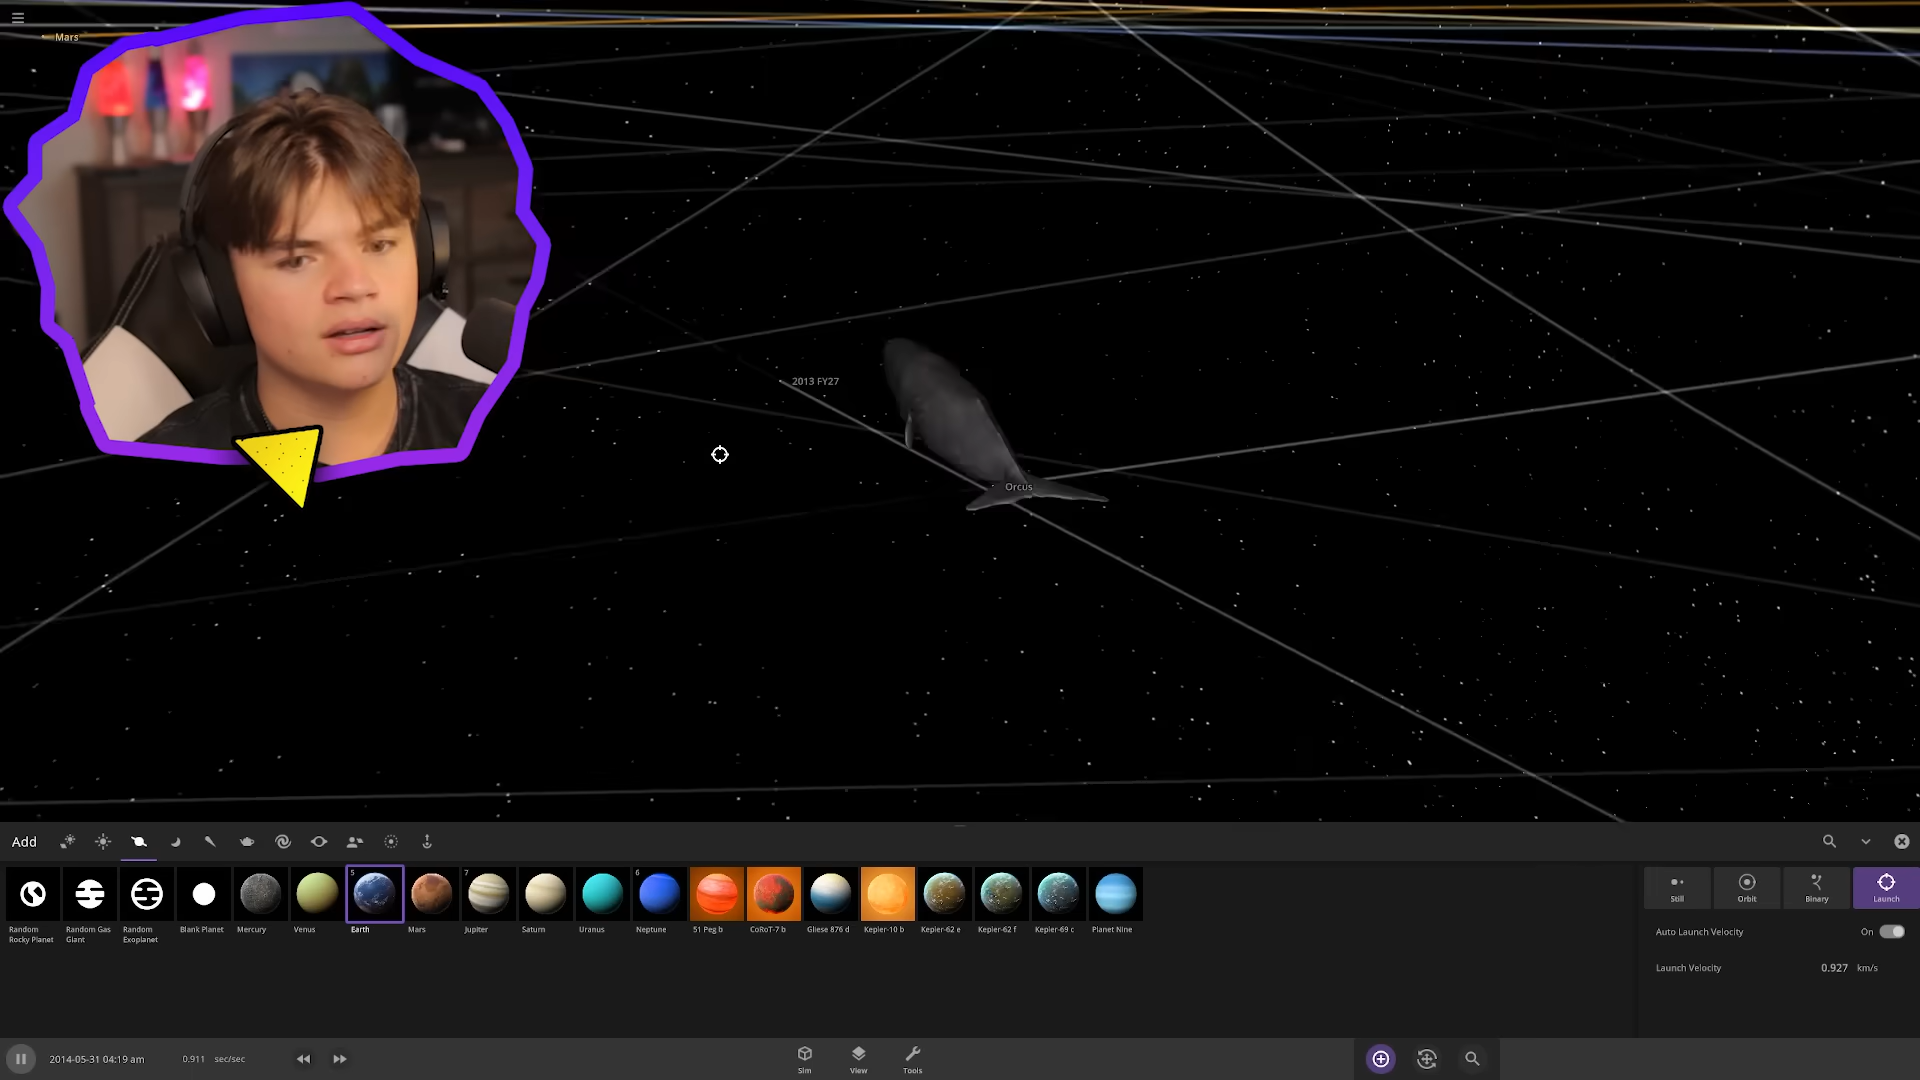 Mars
2013 FY27
Orcus
Add
5
7
6
Random
Rocky Planet
Random Gas
Giant
Random
Exoplanet
Blank Planet
Mercury
Venus
Earth
Mars
Jupiter
Saturn
Uranus
Neptune
51 Peg b
CoRoT-7 b
Gliese 876 d
Kepler-10 b
Kepler-62 e
Kepler-62 f
Kepler-69 c
Planet Nine
Still
Orbit
Binary
Launch
Auto Launch Velocity On
Launch Velocity 0.927 km/s
2014-05-31 04:19 am 0.911 sec/sec
Sim
View
Tools